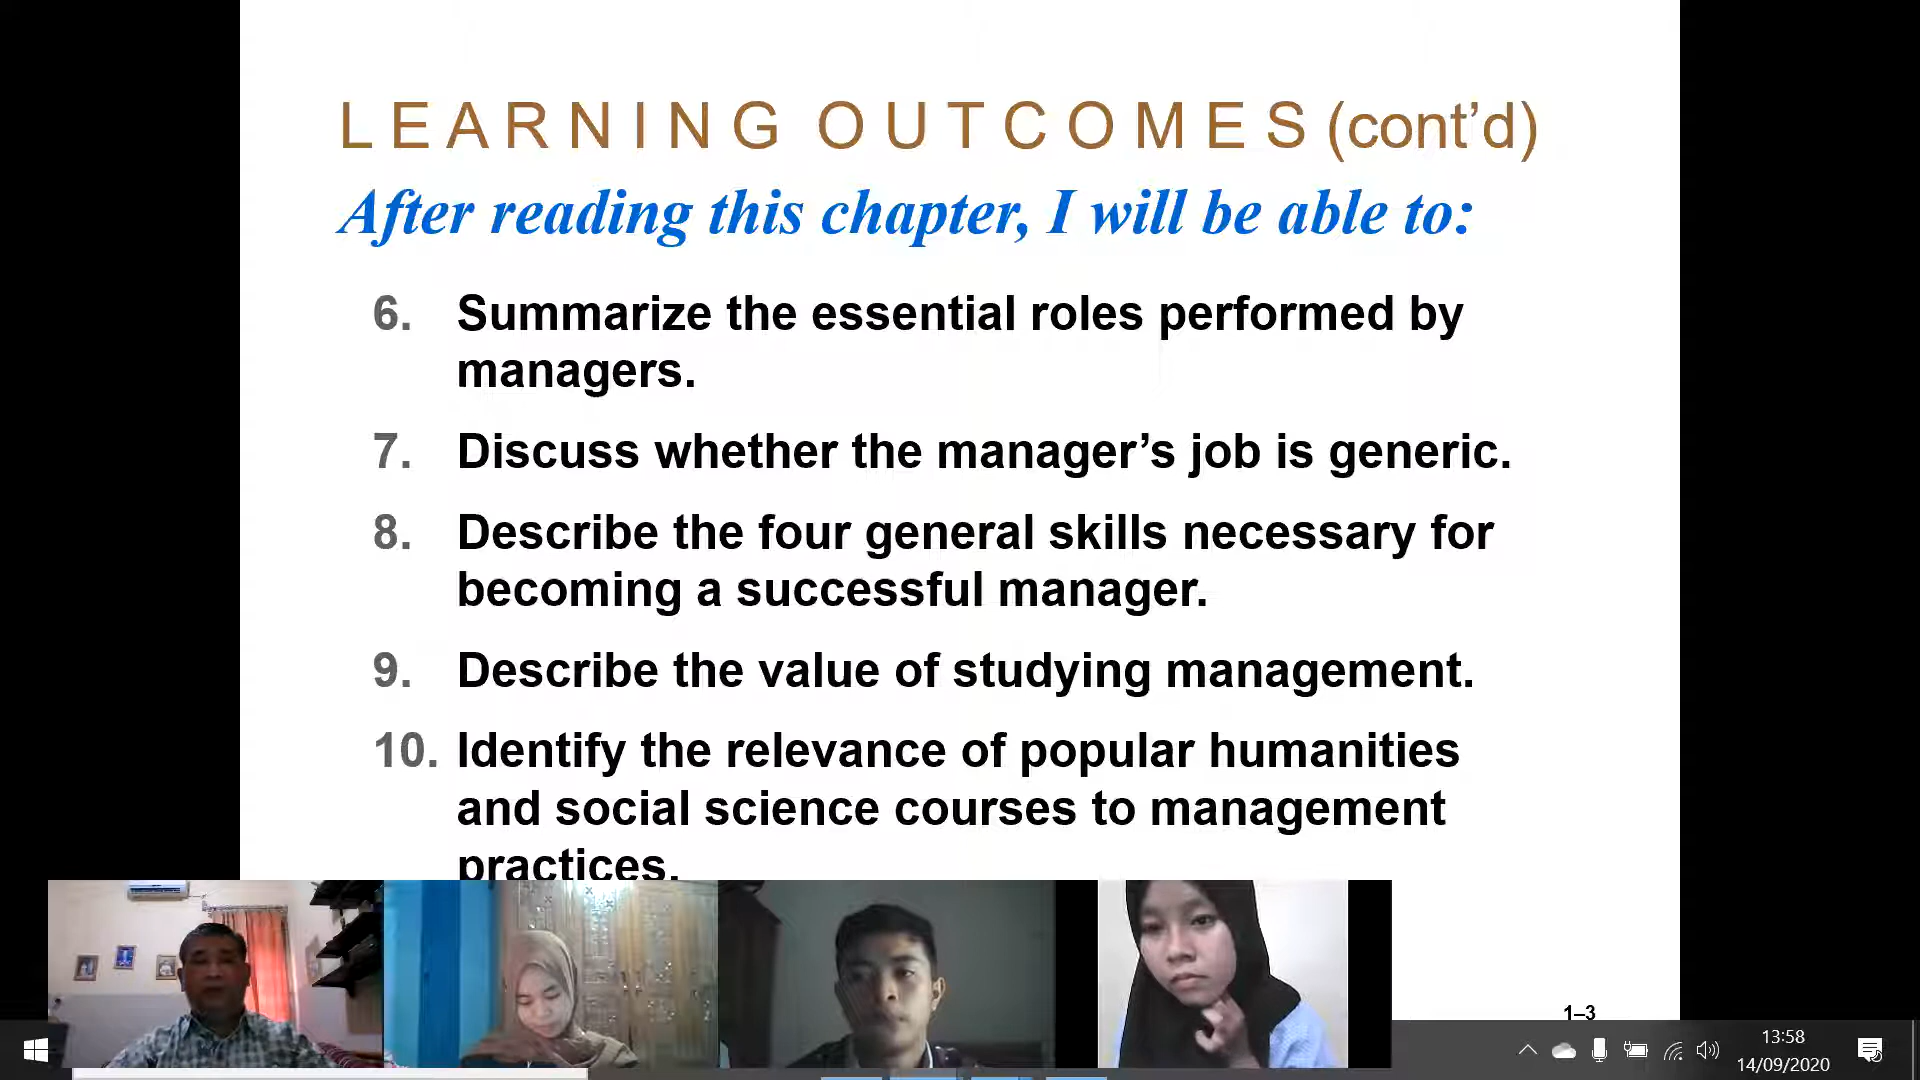 LEARNING OUTCOMES (cont’d)
After reading this chapter, I will be able to:
6. Summarize the essential roles performed by
managers.
7. Discuss whether the manager’s job is generic.
8. Describe the four general skills necessary for
becoming a successful manager.
9. Describe the value of studying management.
10. Identify the relevance of popular humanities
and social science courses to management
practices.
1–3
13:58
14/09/2020